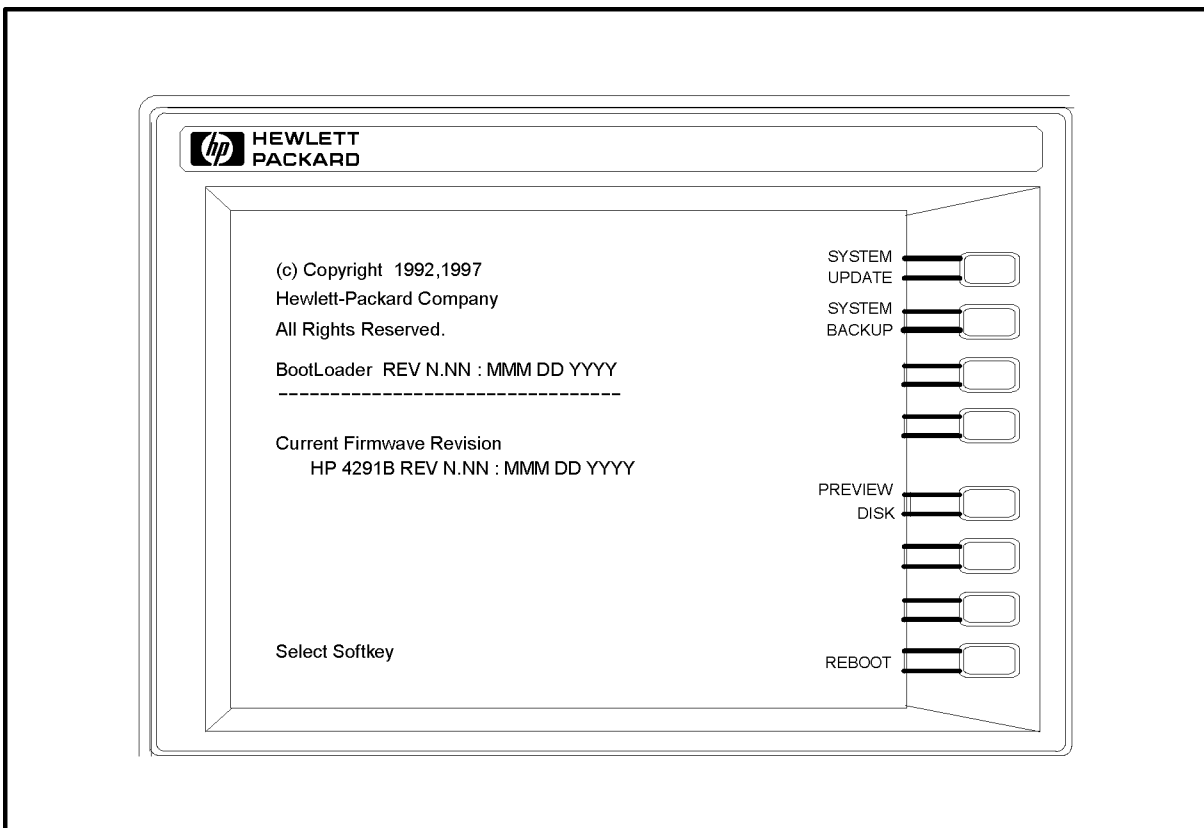 hp HEWLETT
PACKARD
(c) Copyright 1992,1997
Hewlett-Packard Company
All Rights Reserved.
BootLoader REV N.NN : MMM DD YYYY
---------------------------------
Current Firmwave Revision
HP 4291B REV N.NN : MMM DD YYYY
Select Softkey
SYSTEM
UPDATE
SYSTEM
BACKUP
PREVIEW
DISK
REBOOT